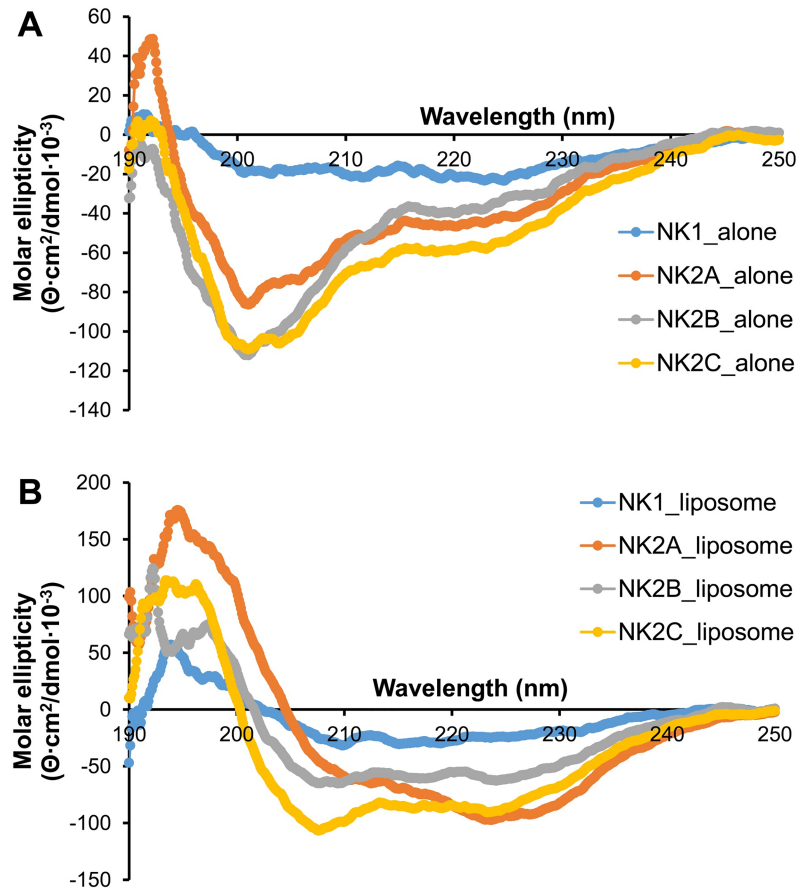 A
60
40
20
0
-20
-40
-60
-80
-100
-120
-140
Molar ellipticity
(Θ·cm²/dmol·10⁻³)
Wavelength (nm)
190 200 210 220 230 240 250
NK1_alone
NK2A_alone
NK2B_alone
NK2C_alone
B
200
150
100
50
0
-50
-100
-150
Molar ellipticity
(Θ·cm²/dmol·10⁻³)
Wavelength (nm)
190 200 210 220 230 240 250
NK1_liposome
NK2A_liposome
NK2B_liposome
NK2C_liposome